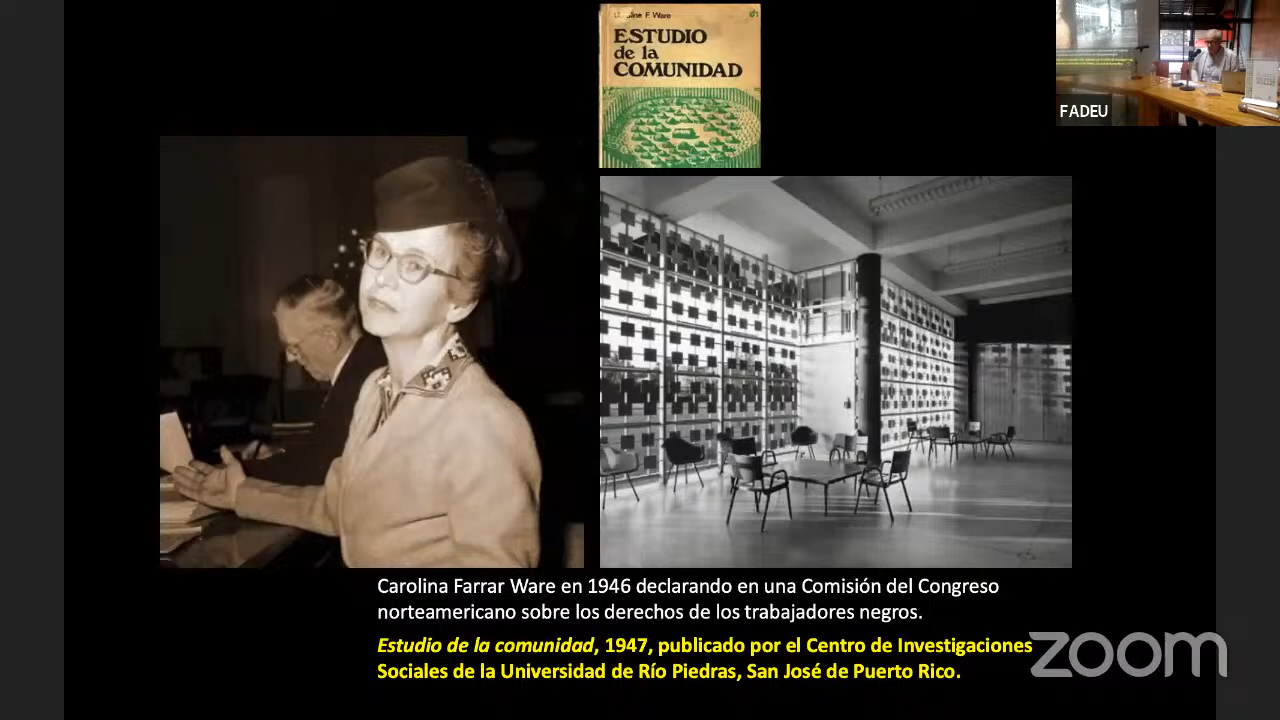 F. Ware
ESTUDIO
de la
COMUNIDAD
FADEU
Carolina Farrar Ware en 1946 declarando en una Comisión del Congreso
norteamericano sobre los derechos de los trabajadores negros.
Estudio de la comunidad, 1947, publicado por el Centro de Investigaciones
Sociales de la Universidad de Río Piedras, San José de Puerto Rico.
zoom